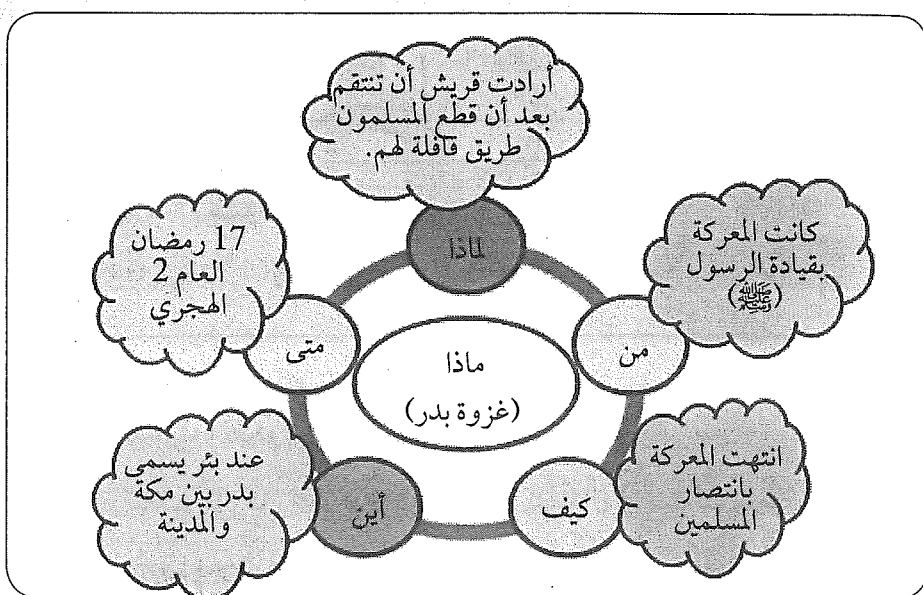 أرادت قريش أن تنتقم
بعد أن قطع المسلمون
طريق قافلة لهم.
لماذا
كانت المعركة
بقيادة الرسول
(ﷺ)
من
17 رمضان
العام 2
الهجري
متى
ماذا
(غزوة بدر)
انتهت المعركة
بانتصار
المسلمين
كيف
عند بئر يسمى
بدر بين مكة
والمدينة
أين